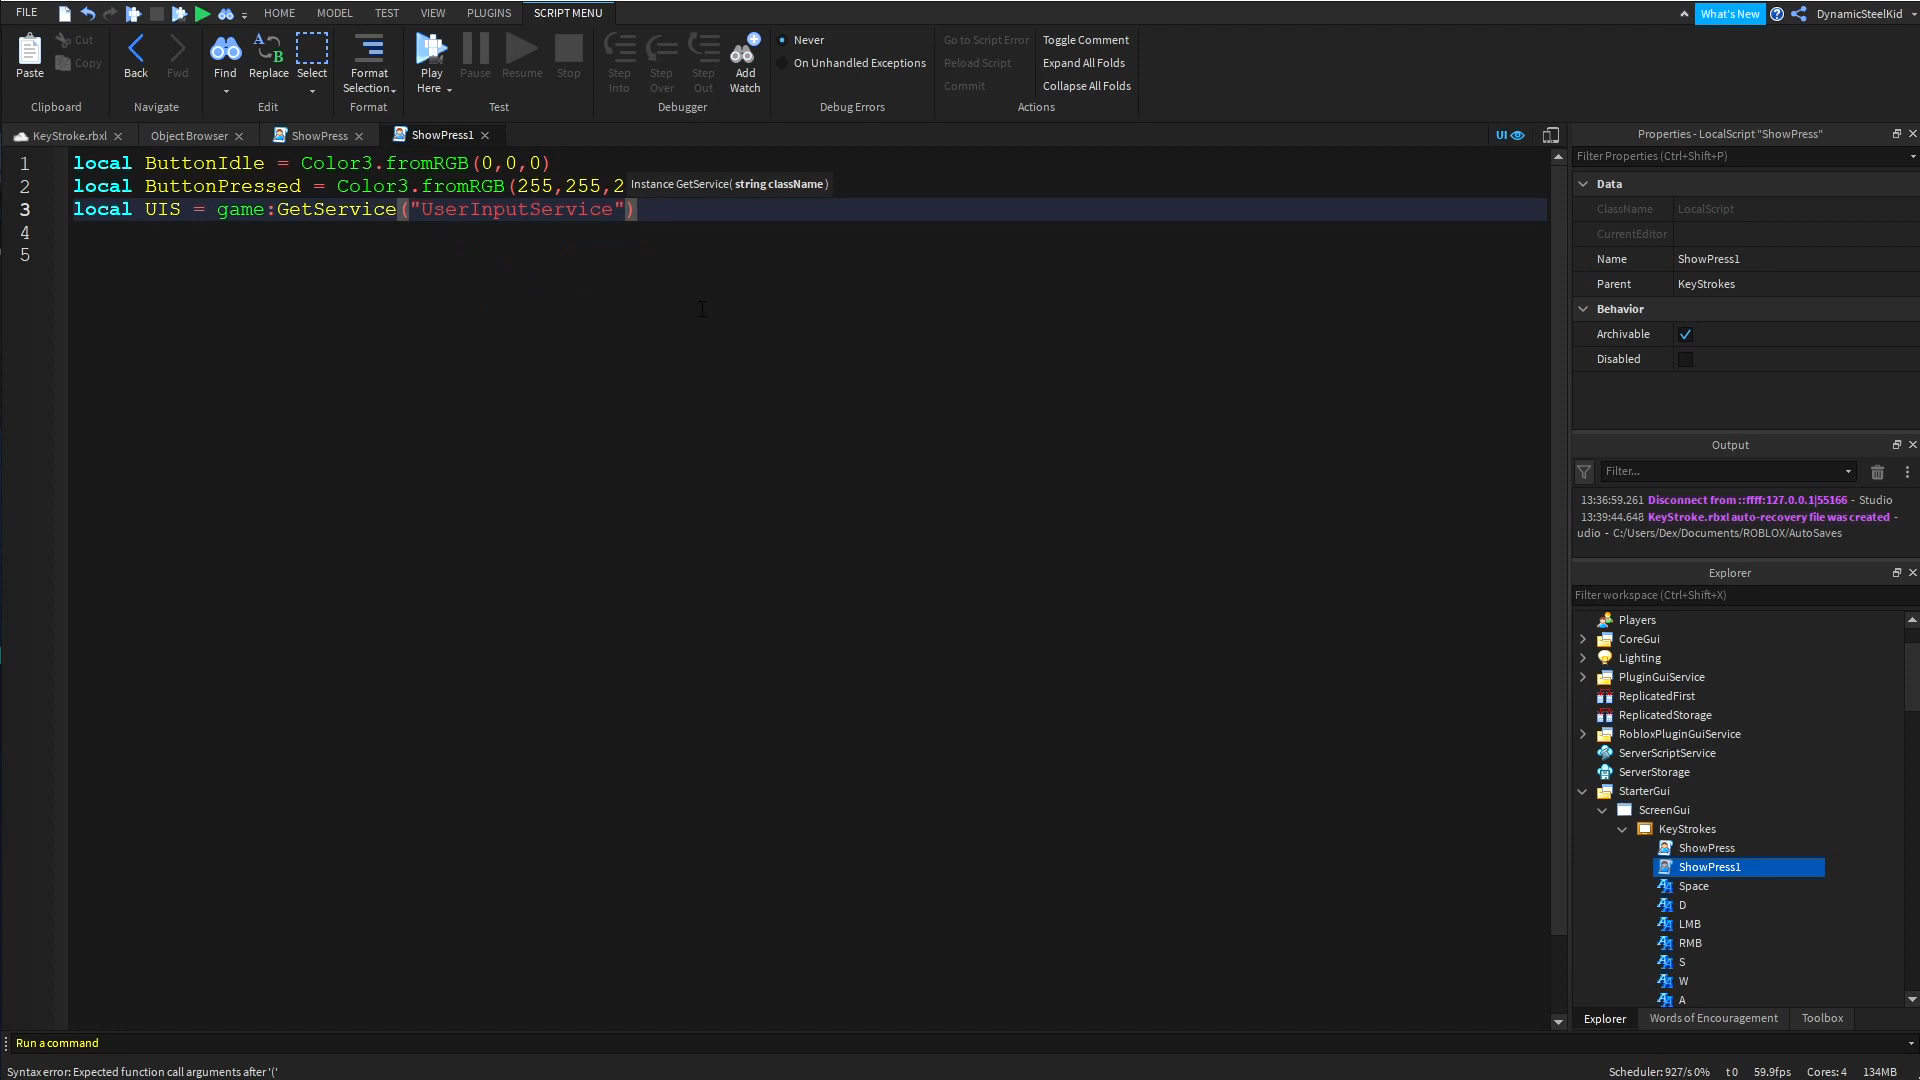 FILE
HOME
MODEL
TEST
VIEW
PLUGINS
SCRIPT MENU
What's New
DynamicSteelKid
Paste
Cut
Copy
Clipboard
Back
Fwd
Navigate
Find
Replace
Select
Edit
Format
Selection
Format
Play
Here
Pause
Resume
Stop
Test
Step
Into
Step
Over
Step
Out
Add
Watch
Debugger
Never
On Unhandled Exceptions
Debug Errors
Go to Script Error
Reload Script
Commit
Toggle Comment
Expand All Folds
Collapse All Folds
Actions
KeyStroke.rbxl
Object Browser
ShowPress
ShowPress1
UI
1 local ButtonIdle = Color3.fromRGB(0,0,0)
2 local ButtonPressed = Color3.fromRGB(255,255,2
Instance GetService( string className )
3 local UIS = game:GetService("UserInputService")
4
5
Properties - LocalScript "ShowPress"
Filter Properties (Ctrl+Shift+P)
Data
ClassName LocalScript
CurrentEditor
Name ShowPress1
Parent KeyStrokes
Behavior
Archivable
Disabled
Output
Filter...
13:36:59.261 Disconnect from ::ffff:127.0.0.1|55166 - Studio
13:39:44.648 KeyStroke.rbxl auto-recovery file was created -
udio - C:/Users/Dex/Documents/ROBLOX/AutoSaves
Explorer
Filter workspace (Ctrl+Shift+X)
Players
CoreGui
Lighting
PluginGuiService
ReplicatedFirst
ReplicatedStorage
RobloxPluginGuiService
ServerScriptService
ServerStorage
StarterGui
ScreenGui
KeyStrokes
ShowPress
ShowPress1
Space
D
LMB
RMB
S
W
A
Explorer
Words of Encouragement
Toolbox
Run a command
Syntax error: Expected function call arguments after '('
Scheduler: 927/s 0% t 0 59.9fps Cores: 4 134MB